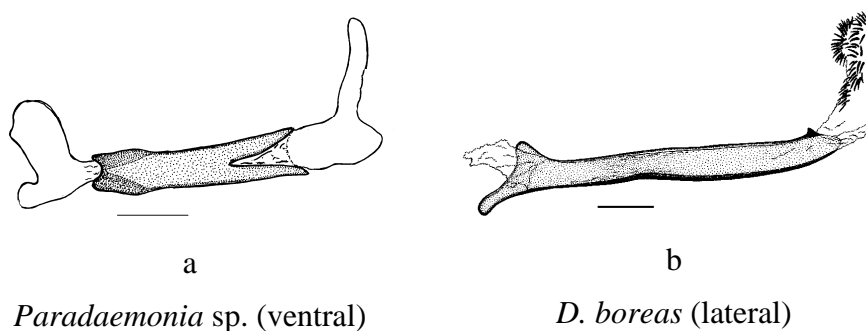 a
b
Paradaemonia sp. (ventral)
D. boreas (lateral)